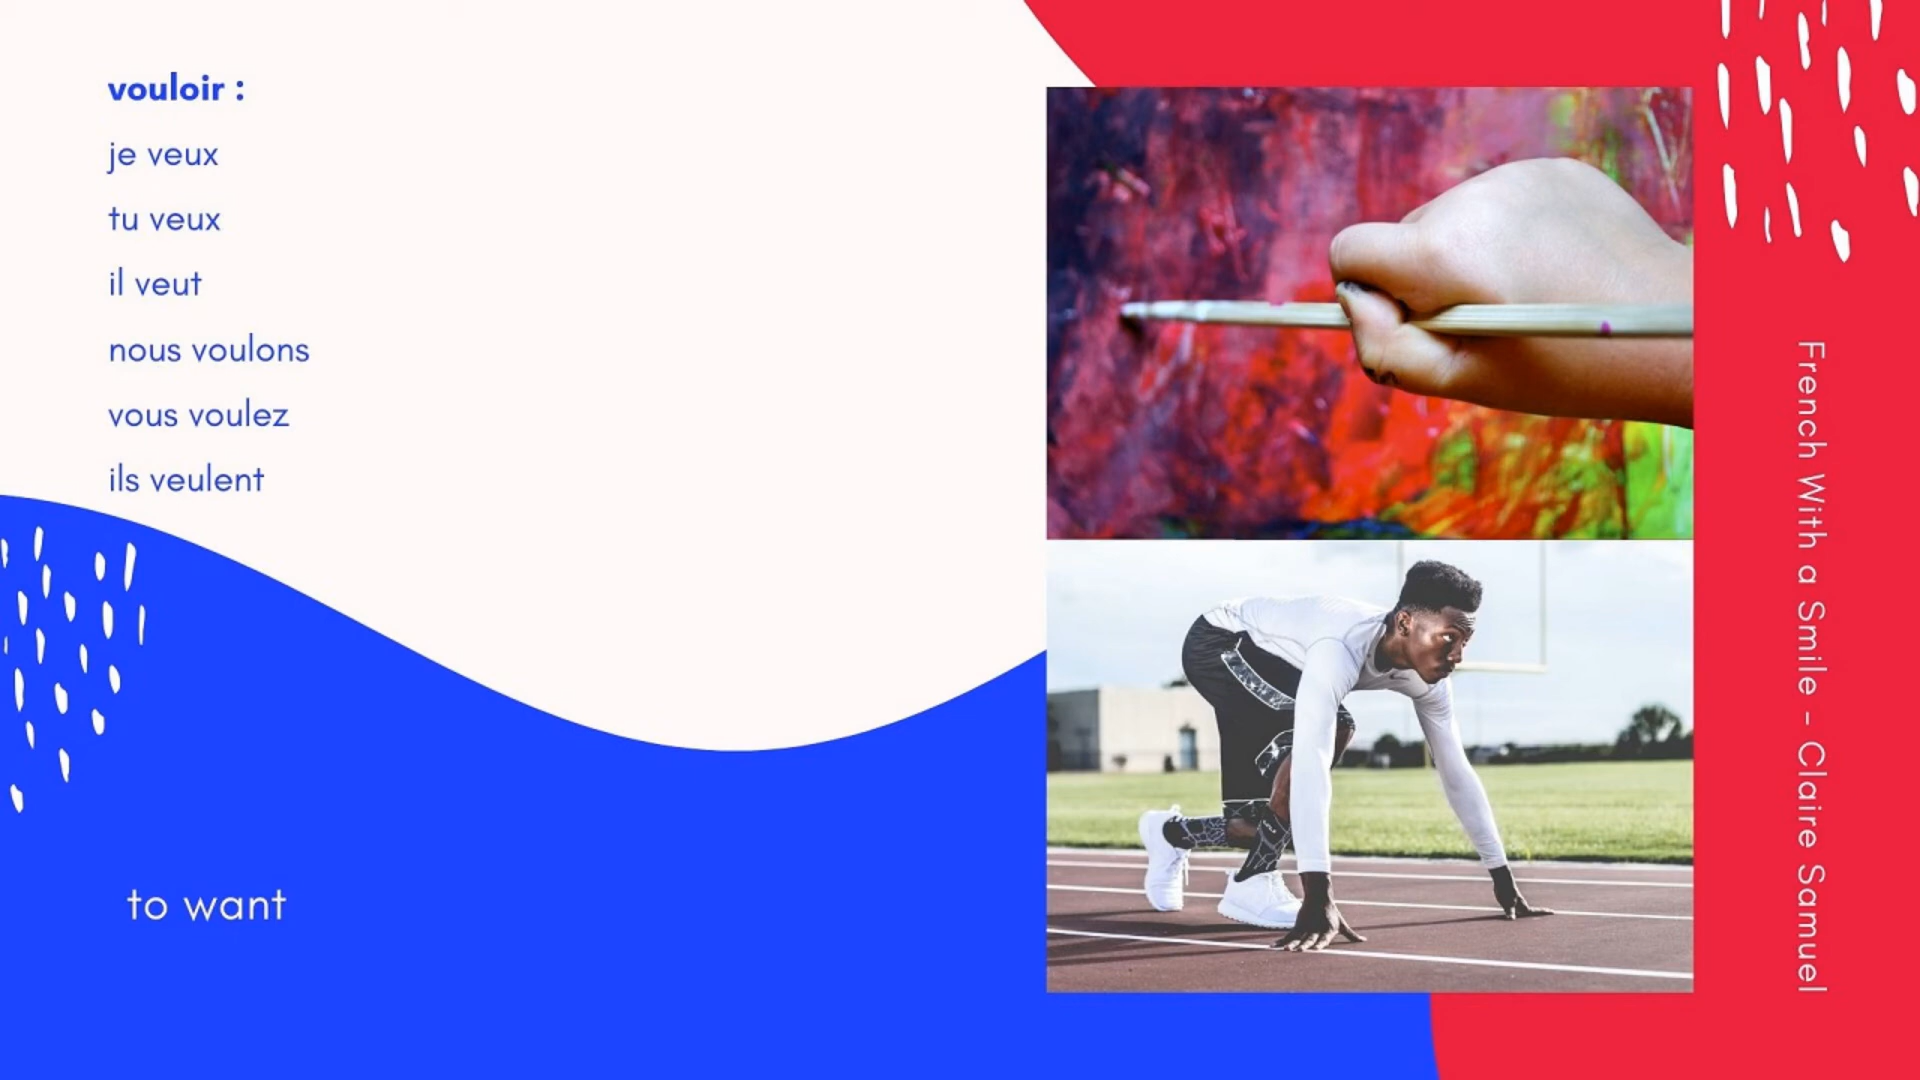 vouloir :
je veux
tu veux
il veut
nous voulons
vous voulez
ils veulent
to want
French With a Smile - Claire Samuel